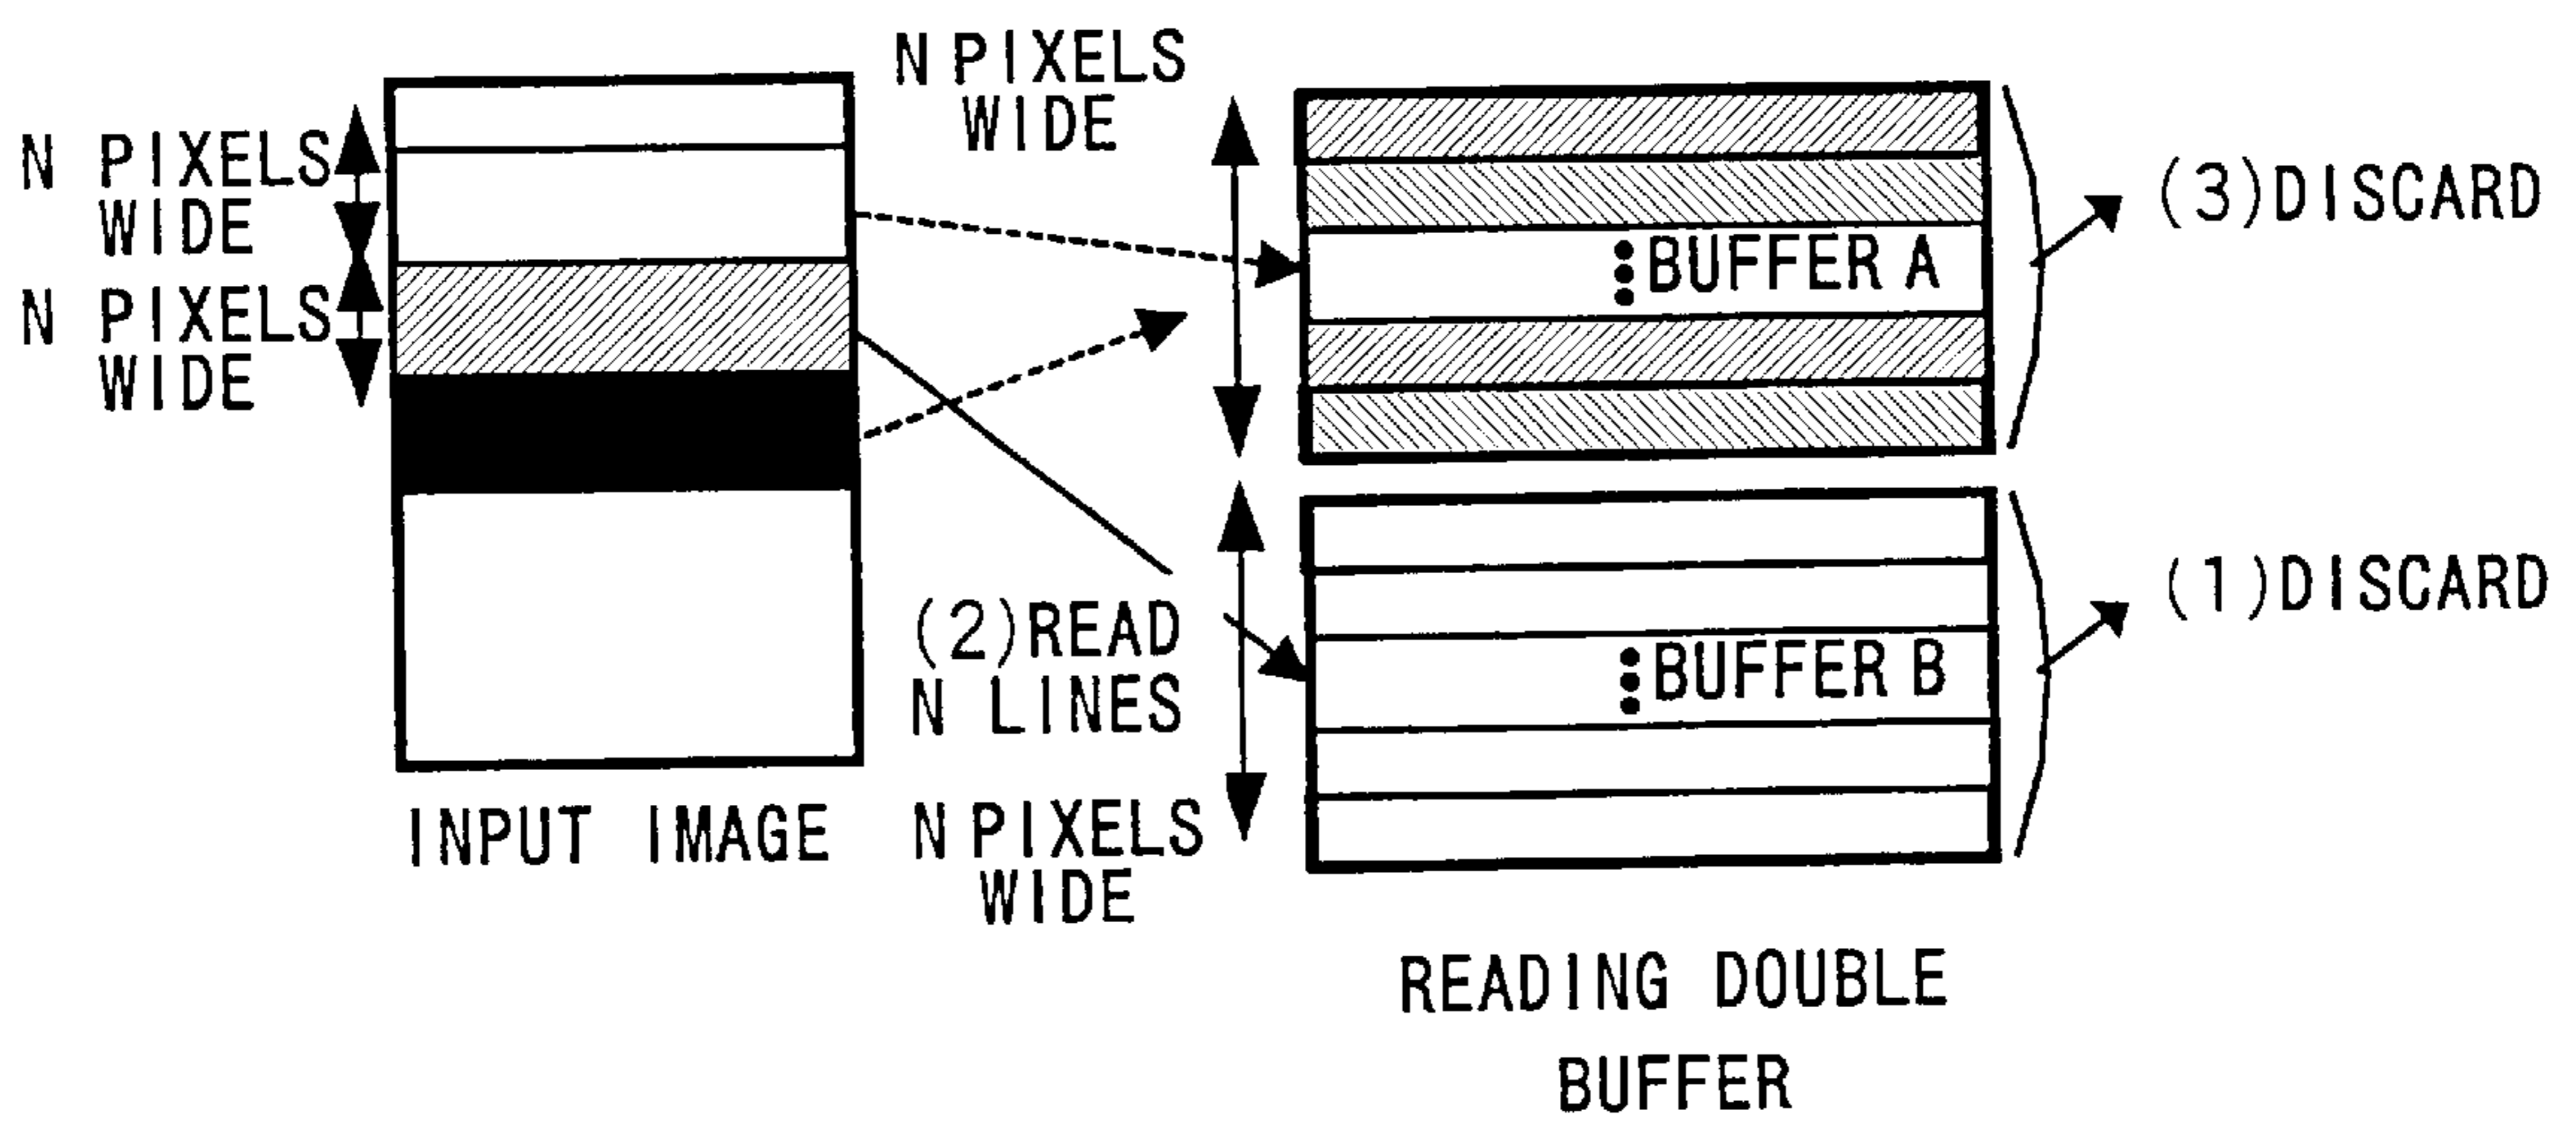 N PIXELS
WIDE
N PIXELS
WIDE
N PIXELS
WIDE
(3)DISCARD
BUFFER A
(2)READ
N LINES
(1)DISCARD
BUFFER B
N PIXELS
WIDE
INPUT IMAGE
READING DOUBLE
BUFFER